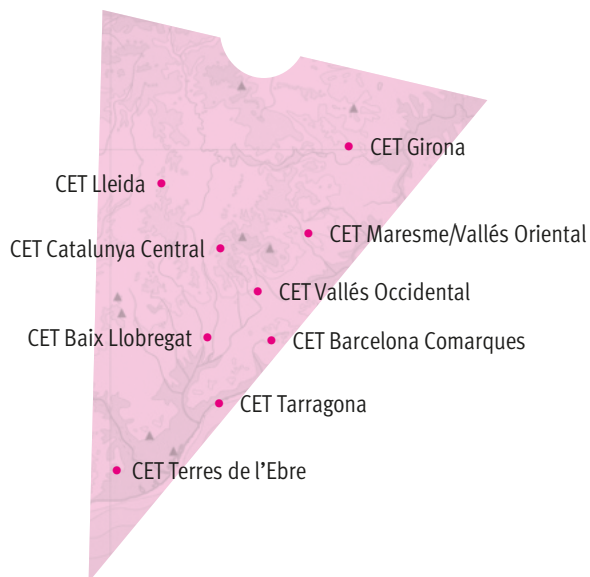 CET Girona
CET Lleida
CET Maresme/Vallés Oriental
CET Catalunya Central
CET Vallés Occidental
CET Baix Llobregat
CET Barcelona Comarques
CET Tarragona
CET Terres de l’Ebre